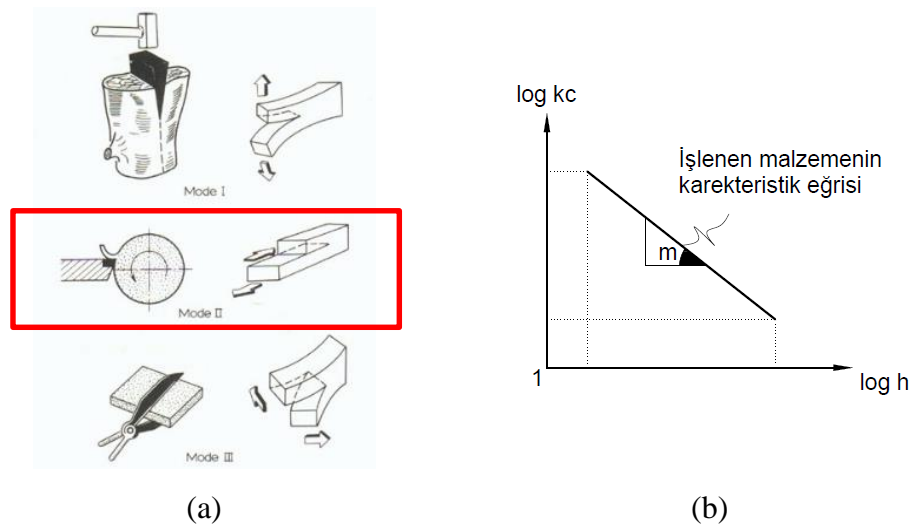 Mode I
Mode II
Mode III
(a)
log kc
İşlenen malzemenin
karekteristik eğrisi
m
1
log h
(b)